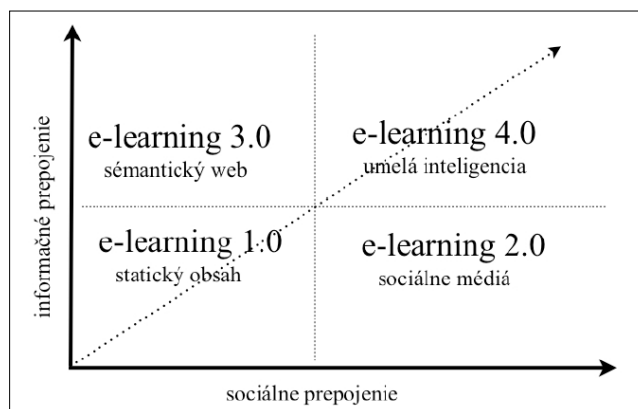 informačné prepojenie
e-learning 3.0
sémantický web
e-learning 4.0
umelá inteligencia
e-learning 1.0
statický obsah
e-learning 2.0
sociálne médiá
sociálne prepojenie